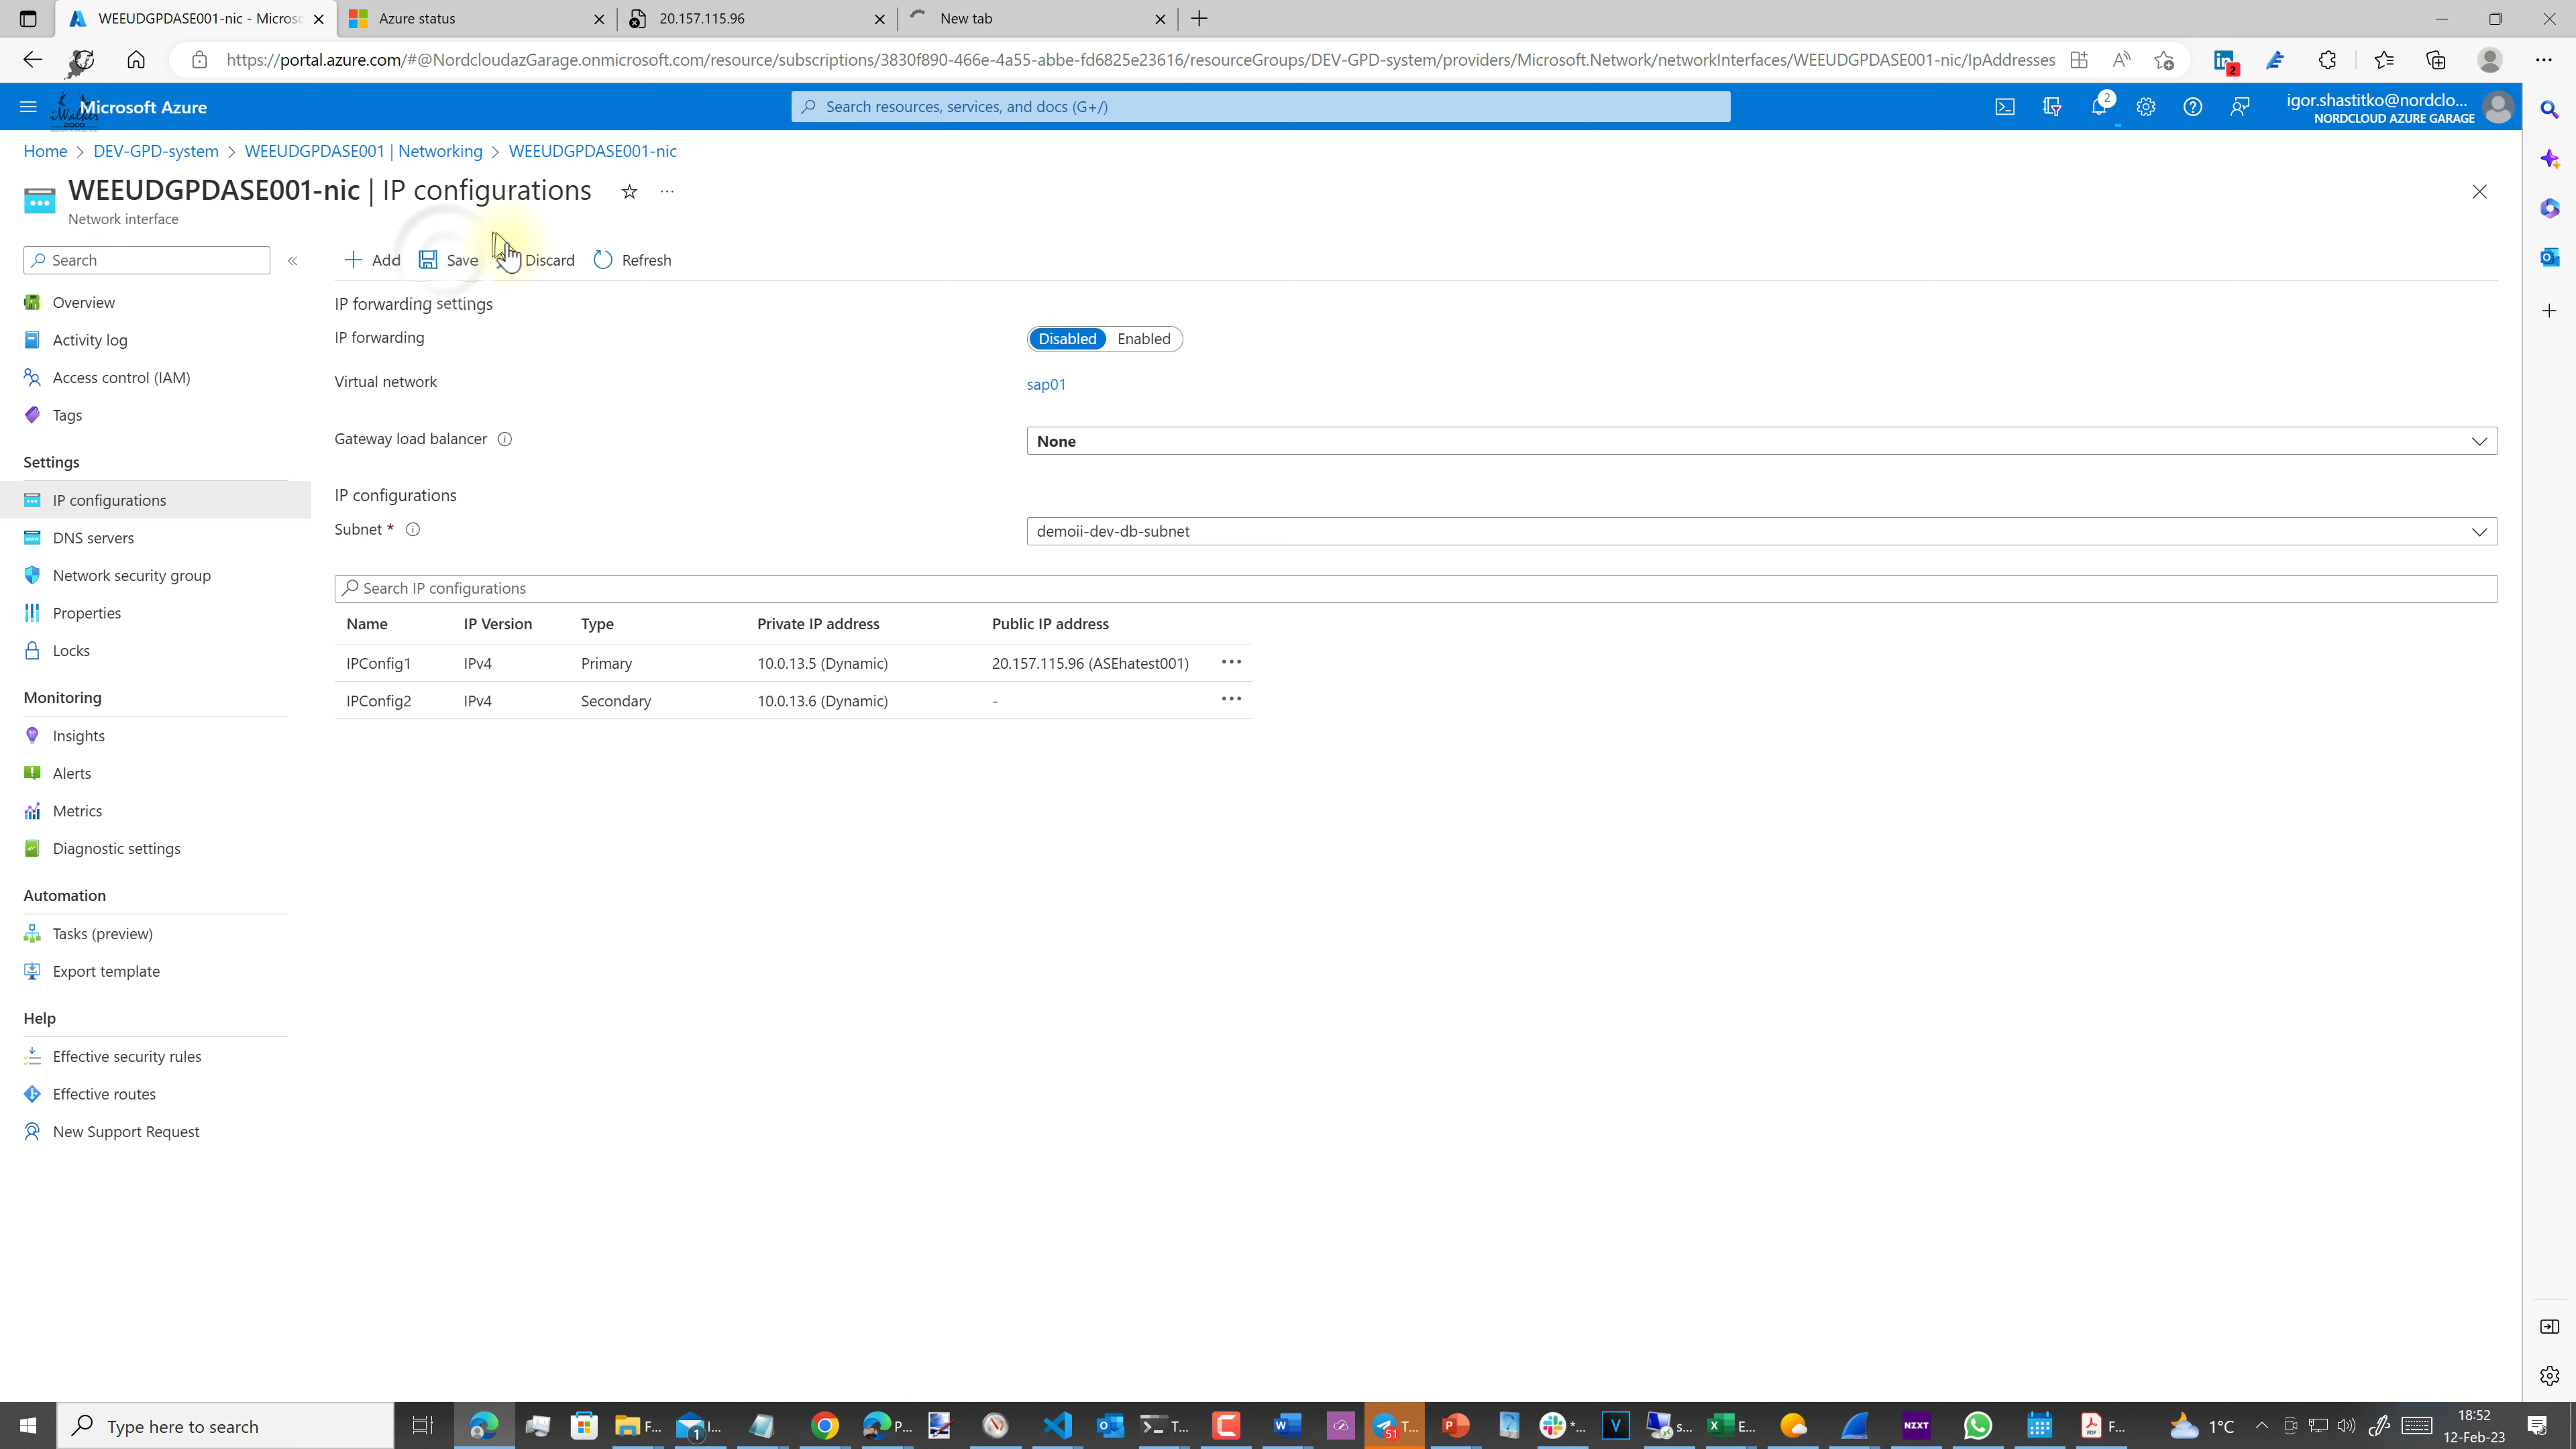 WEEUDGPDASE001-nic - Micros
Azure status
20.157.115.96
New tab
https://portal.azure.com/#@NordcloudazGarage.onmicrosoft.com/resource/subscriptions/3830f890-466e-4a55-abbe-fd6825e23616/resourceGroups/DEV-GPD-system/providers/Microsoft.Network/networkInterfaces/WEEUDGPDASE001-nic/IpAddresses
2
Microsoft Azure
iWalker
2000
Search resources, services, and docs (G+/)
2
igor.shastitko@nordclo...
NORDCLOUD AZURE GARAGE
Home > DEV-GPD-system > WEEUDGPDASE001 | Networking > WEEUDGPDASE001-nic
WEEUDGPDASE001-nic | IP configurations
Network interface
Search
Add Save Discard Refresh
Overview
Activity log
Access control (IAM)
Tags
Settings
IP configurations
DNS servers
Network security group
Properties
Locks
Monitoring
Insights
Alerts
Metrics
Diagnostic settings
Automation
Tasks (preview)
Export template
Help
Effective security rules
Effective routes
New Support Request
IP forwarding settings
IP forwarding Disabled Enabled
Virtual network sap01
Gateway load balancer None
IP configurations
Subnet * demoii-dev-db-subnet
Search IP configurations
Name IP Version Type Private IP address Public IP address
IPConfig1 IPv4 Primary 10.0.13.5 (Dynamic) 20.157.115.96 (ASEhatest001)
IPConfig2 IPv4 Secondary 10.0.13.6 (Dynamic) -
Type here to search
F...
1 I...
P...
T...
51 T...
*...
V
s...
E...
NZXT
F...
1°C
18:52
12-Feb-23